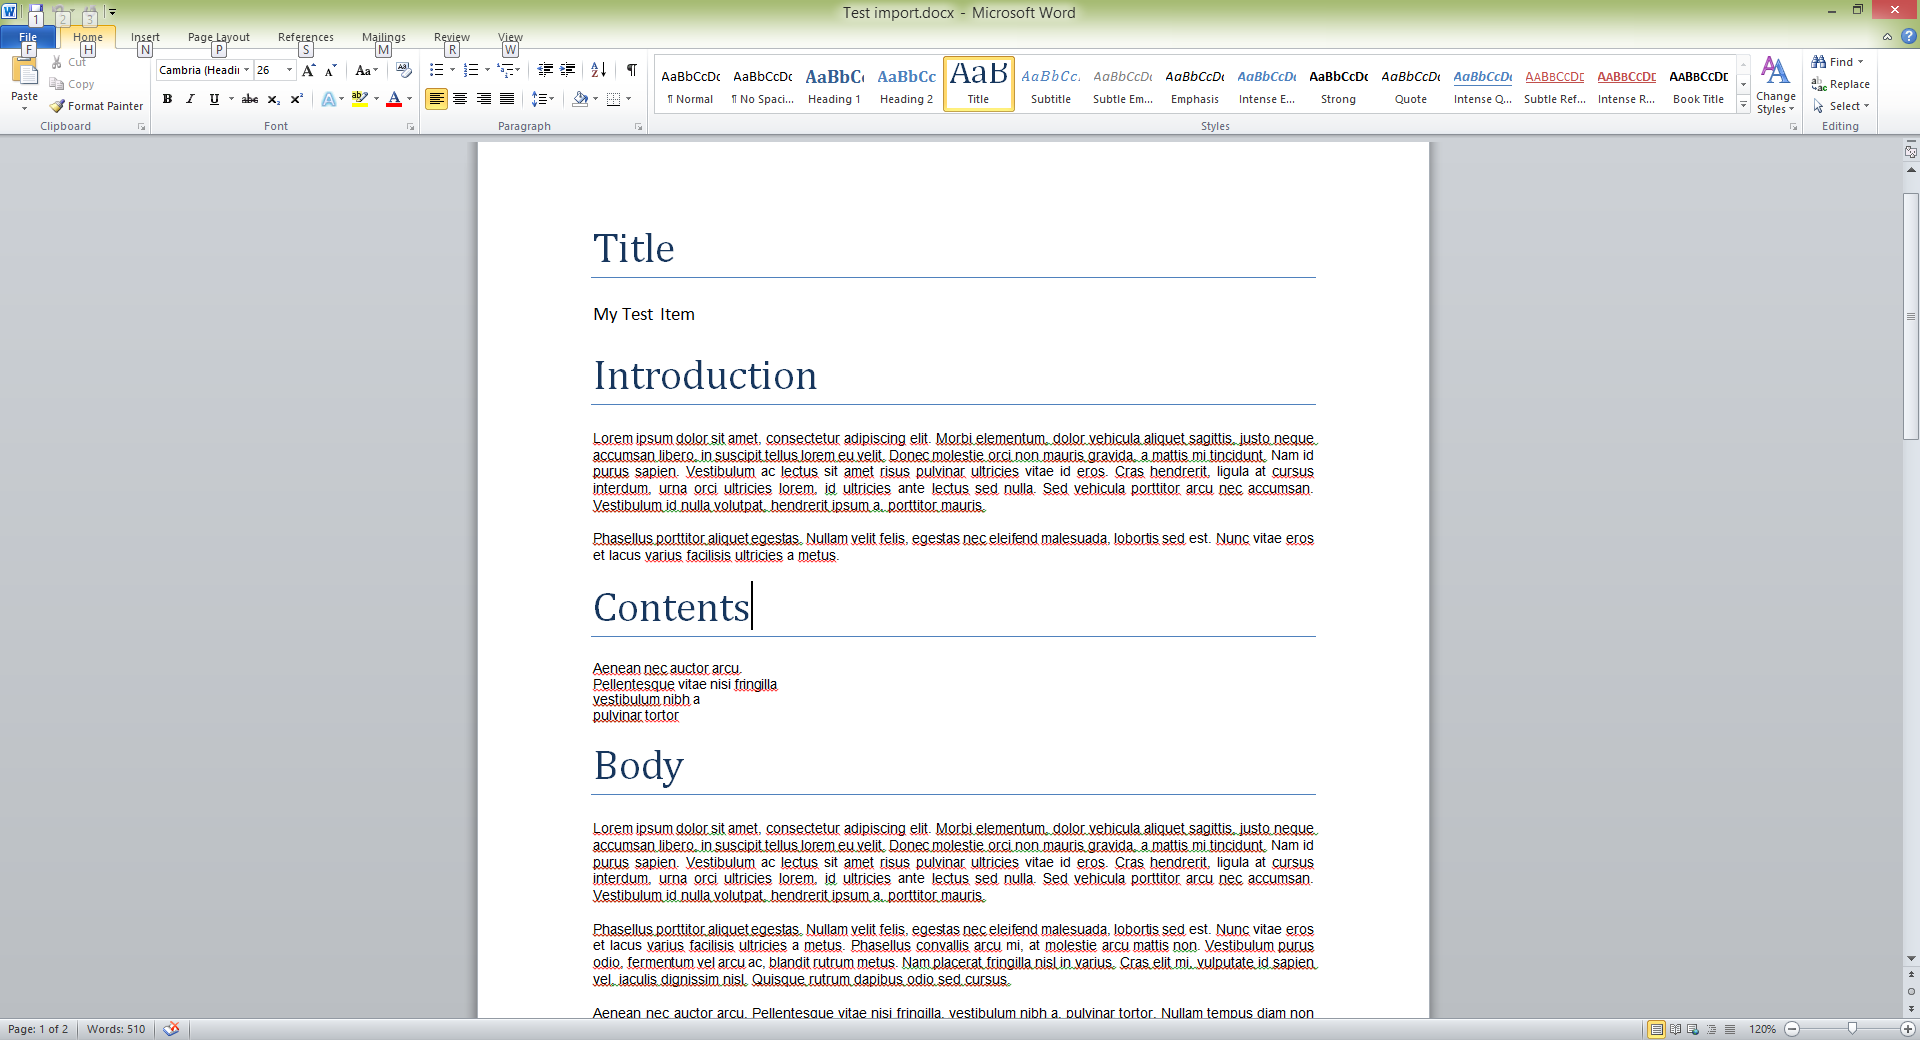 Test import.docx - Microsoft Word
1 2 3
File Home Insert Page Layout References Mailings Review View
F H N P S M R W
Paste
Cut
Copy
Format Painter
Clipboard
Cambria (Headi 26
Aa
B I U abc x₂ x² A ab A
Font
Paragraph
AaBbCcDc AaBbCcDc AaBbCc AaBbCc AaB AaBbCc. AaBbCcDc AaBbCcDc AaBbCcDc AaBbCcDc AaBbCcDc AaBbCcDc AABBCCDE AABBCCDE AABBCCDE
¶ Normal ¶ No Spaci... Heading 1 Heading 2 Title Subtitle Subtle Em... Emphasis Intense E... Strong Quote Intense Q... Subtle Ref... Intense R... Book Title
Styles
Change Styles
Find
Replace
Select
Editing
Title
My Test Item
Introduction
Lorem ipsum dolor sit amet, consectetur adipiscing elit. Morbi elementum, dolor vehicula aliquet sagittis, justo neque
accumsan libero, in suscipit tellus lorem eu velit. Donec molestie orci non mauris gravida, a mattis mi tincidunt. Nam id
purus sapien. Vestibulum ac lectus sit amet risus pulvinar ultricies vitae id eros. Cras hendrerit, ligula at cursus
interdum, urna orci ultricies lorem, id ultricies ante lectus sed nulla. Sed vehicula porttitor arcu nec accumsan.
Vestibulum id nulla volutpat, hendrerit ipsum a, porttitor mauris.
Phasellus porttitor aliquet egestas. Nullam velit felis, egestas nec eleifend malesuada, lobortis sed est. Nunc vitae eros
et lacus varius facilisis ultricies a metus.
Contents
Aenean nec auctor arcu.
Pellentesque vitae nisi fringilla
vestibulum nibh a
pulvinar tortor
Body
Lorem ipsum dolor sit amet, consectetur adipiscing elit. Morbi elementum, dolor vehicula aliquet sagittis, justo neque
accumsan libero, in suscipit tellus lorem eu velit. Donec molestie orci non mauris gravida, a mattis mi tincidunt. Nam id
purus sapien. Vestibulum ac lectus sit amet risus pulvinar ultricies vitae id eros. Cras hendrerit, ligula at cursus
interdum, urna orci ultricies lorem, id ultricies ante lectus sed nulla. Sed vehicula porttitor arcu nec accumsan.
Vestibulum id nulla volutpat, hendrerit ipsum a, porttitor mauris.
Phasellus porttitor aliquet egestas. Nullam velit felis, egestas nec eleifend malesuada, lobortis sed est. Nunc vitae eros
et lacus varius facilisis ultricies a metus. Phasellus convallis arcu mi, at molestie arcu mattis non. Vestibulum purus
odio, fermentum vel arcu ac, blandit rutrum metus. Nam placerat fringilla nisl in varius. Cras elit mi, vulputate id sapien
vel, iaculis dignissim nisl. Quisque rutrum dapibus odio sed cursus.
Aenean nec auctor arcu. Pellentesque vitae nisi fringilla, vestibulum nibh a, pulvinar tortor. Nullam tempus diam non
Page: 1 of 2 Words: 510 120%